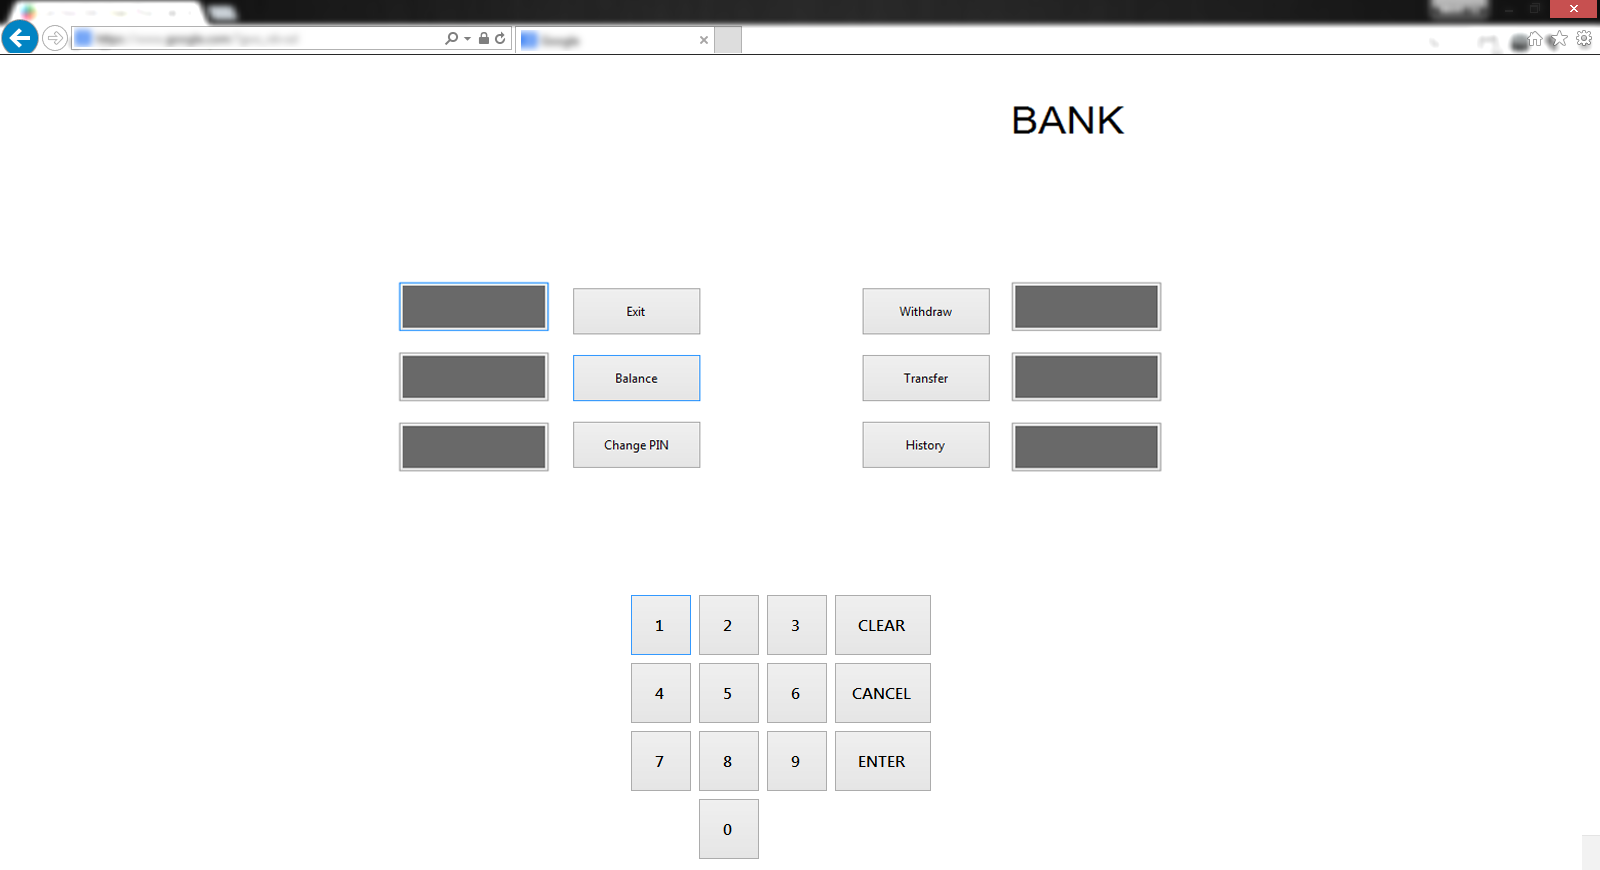 BANK
Exit
Withdraw
Balance
Transfer
Change PIN
History
1 2 3 CLEAR
4 5 6 CANCEL
7 8 9 ENTER
0